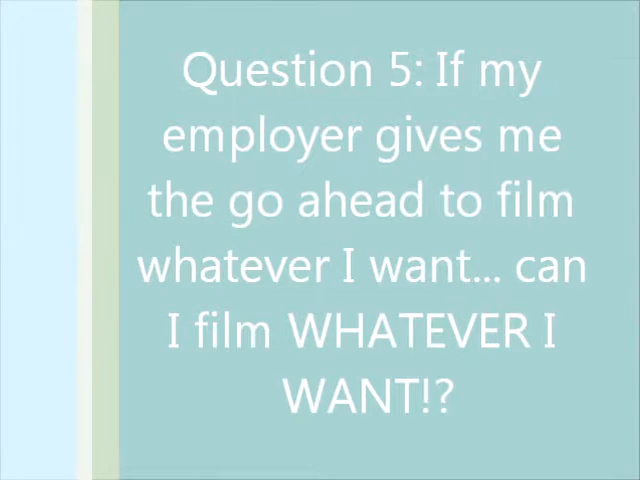 Question 5: If my
employer gives me
the go ahead to film
whatever I want... can
I film WHATEVER I
WANT!?